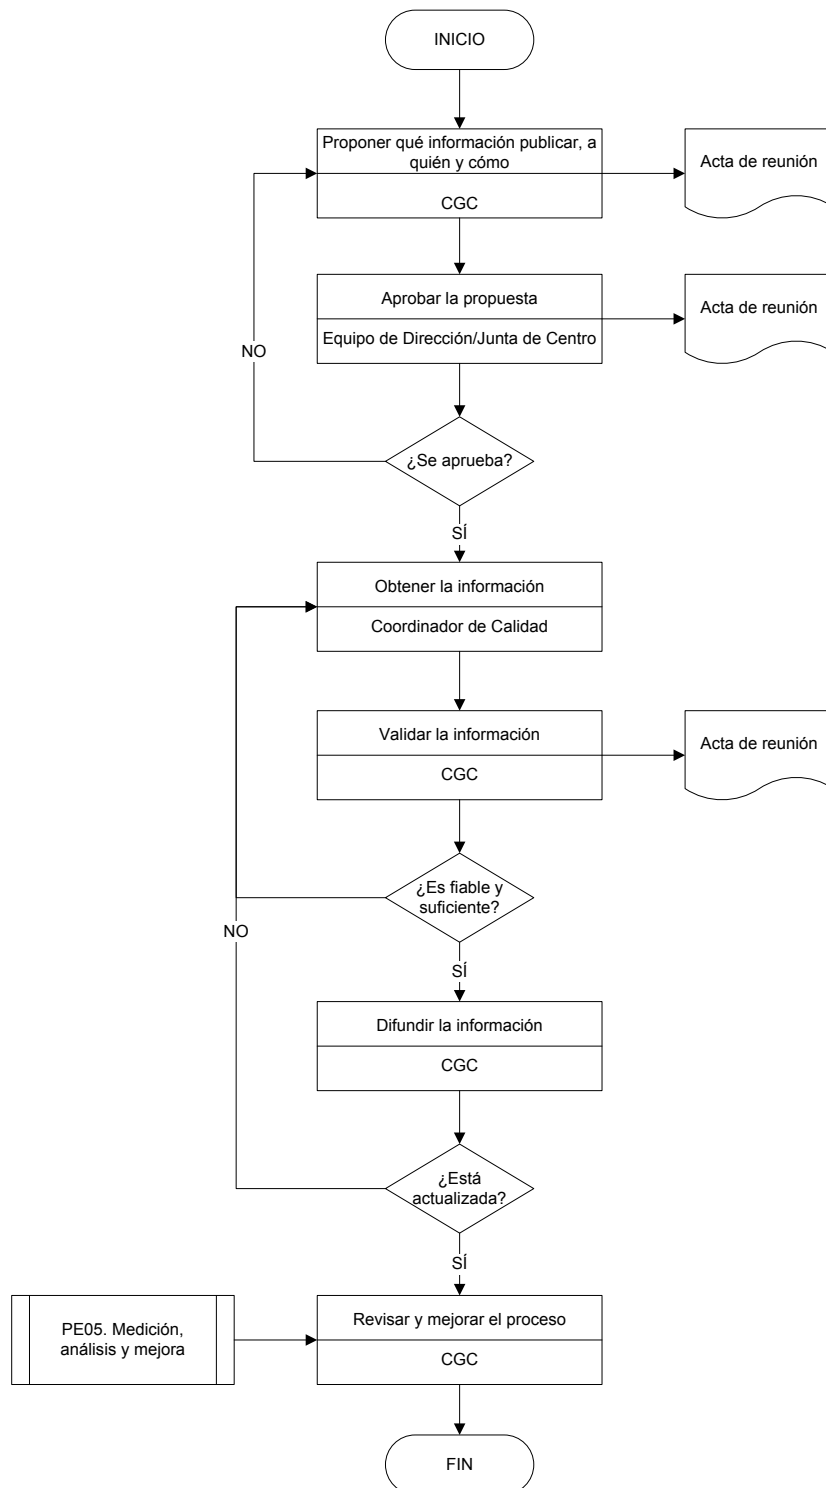 INICIO
Proponer qué información publicar, a
quién y cómo
CGC
Acta de reunión
Aprobar la propuesta
Equipo de Dirección/Junta de Centro
Acta de reunión
NO
¿Se aprueba?
SÍ
Obtener la información
Coordinador de Calidad
Validar la información
CGC
Acta de reunión
¿Es fiable y
suficiente?
NO
SÍ
Difundir la información
CGC
¿Está
actualizada?
SÍ
PE05. Medición,
análisis y mejora
Revisar y mejorar el proceso
CGC
FIN